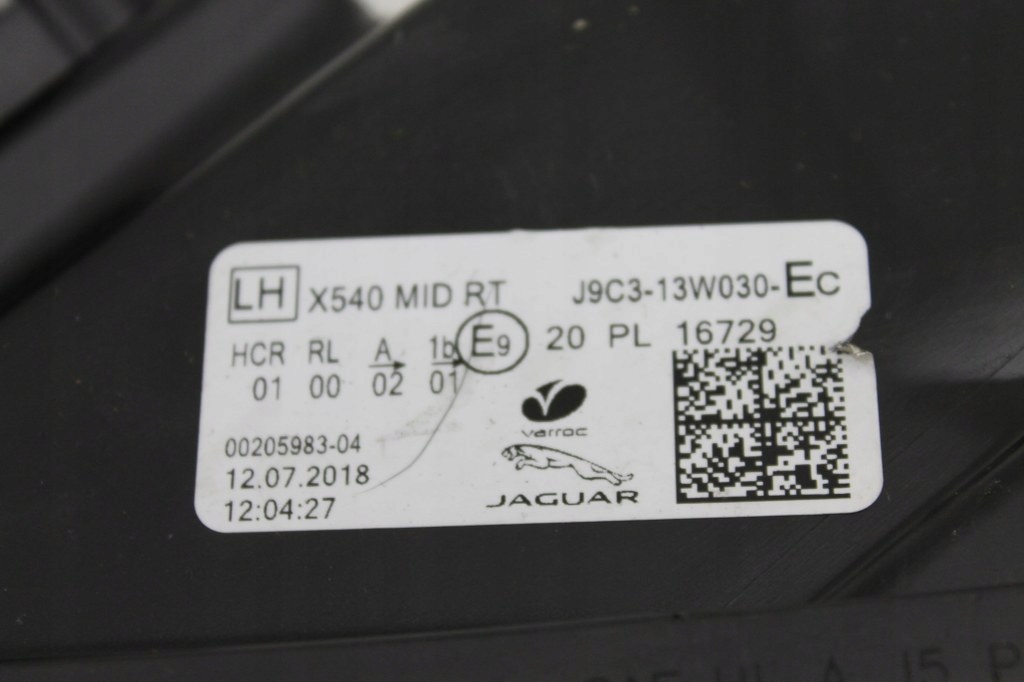 LH X540 MID RT J9C3-13W030-EC
HCR RL A 1b E9 20 PL 16729
01 00 02 01
varroc
00205983-04
12.07.2018
JAGUAR
12:04:27
A J5 P